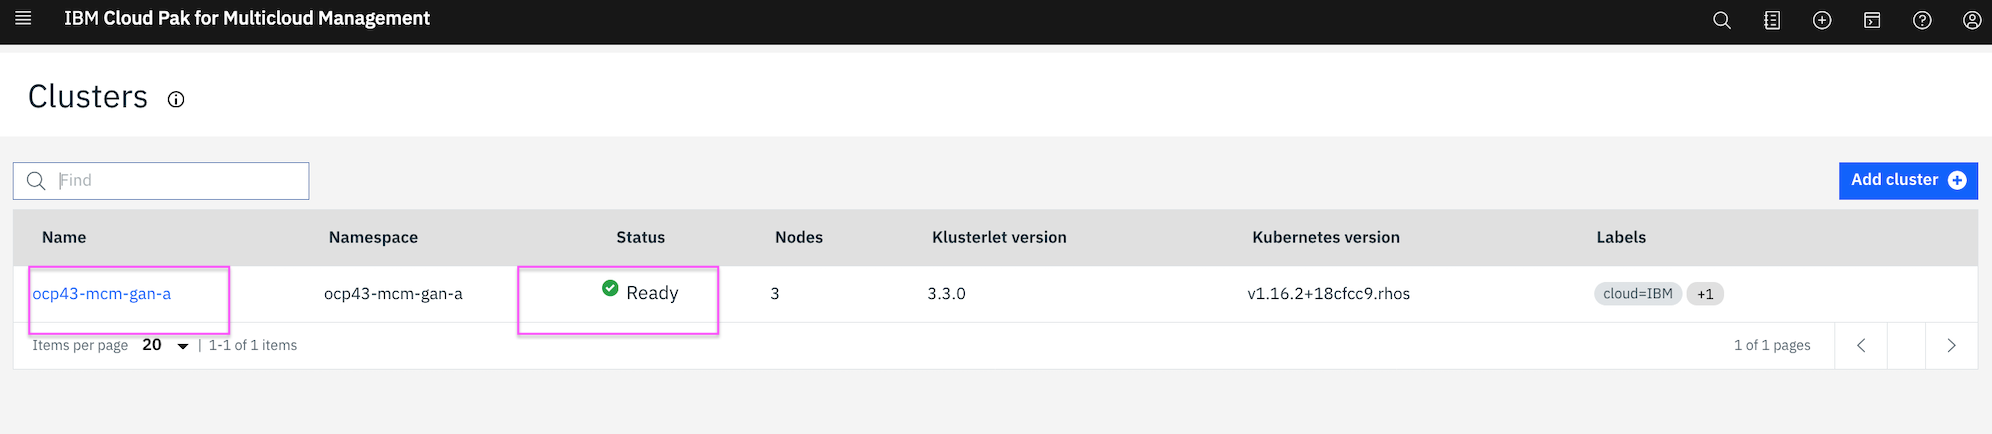 IBM Cloud Pak for Multicloud Management
Clusters
Find
Add cluster
Name Namespace Status Nodes Klusterlet version Kubernetes version Labels
ocp43-mcm-gan-a ocp43-mcm-gan-a Ready 3 3.3.0 v1.16.2+18cfcc9.rhos cloud=IBM +1
Items per page 20 | 1-1 of 1 items 1 of 1 pages